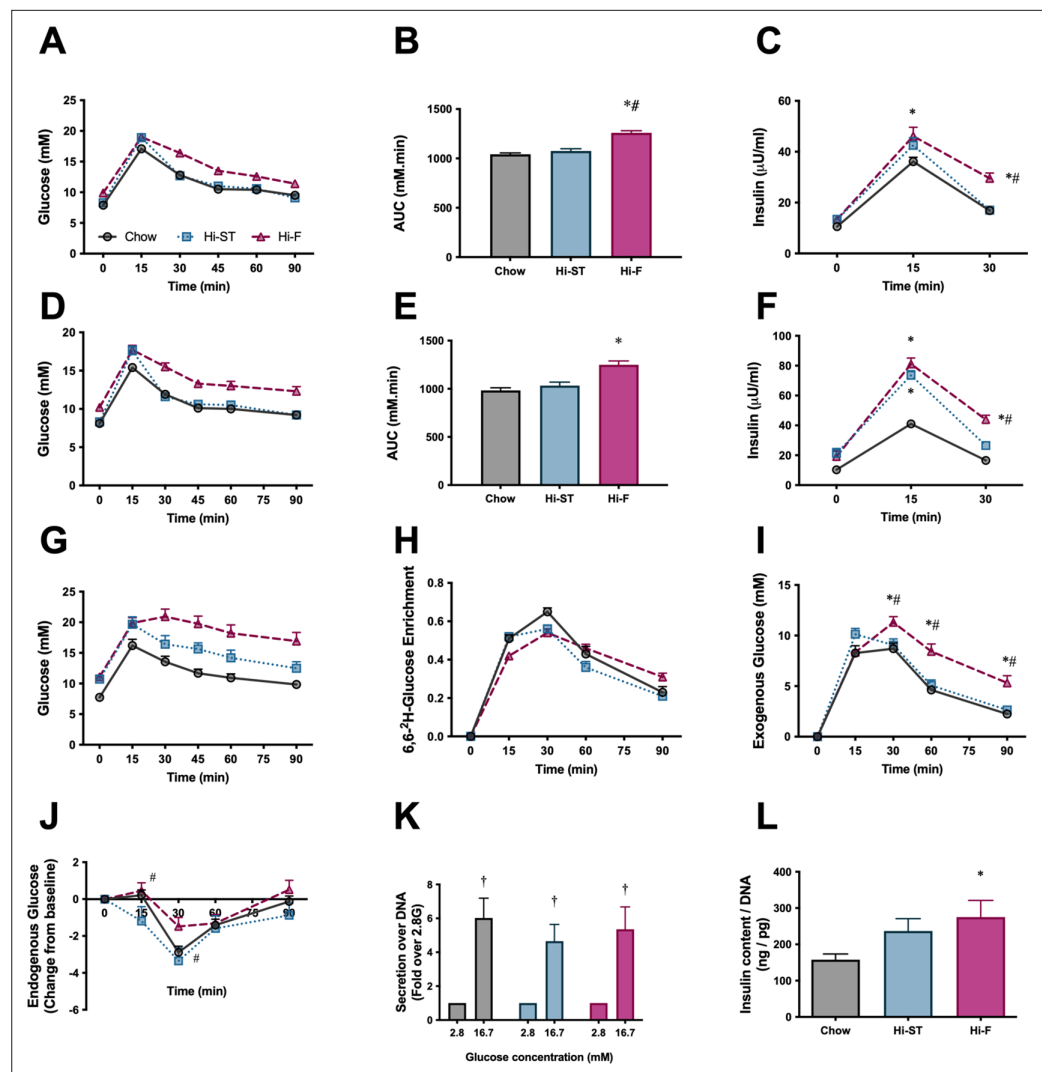 A
B
C
25
20
15
10
5
0
Glucose (mM)
Chow
Hi-ST
Hi-F
0 15 30 45 60 90
Time (min)
1500
1000
500
0
AUC (mM.min)
*#
Chow Hi-ST Hi-F
60
40
20
0
Insulin (µU/ml)
*
*#
0 15 30
Time (min)
D
E
F
20
15
10
5
0
Glucose (mM)
0 15 30 45 60 75 90
Time (min)
1500
1000
500
0
AUC (mM.min)
*
Chow Hi-ST Hi-F
100
80
60
40
20
0
Insulin (µU/ml)
*
*
*#
0 15 30
Time (min)
G
H
I
25
20
15
10
5
0
Glucose (mM)
0 15 30 45 60 75 90
Time (min)
0.8
0.6
0.4
0.2
0.0
6,6-²H-Glucose Enrichment
0 15 30 60 90
Time (min)
15
10
5
0
Exogenous Glucose (mM)
*#
*#
*#
0 15 30 60 75 90
Time (min)
J
K
L
2
0
-2
-4
-6
Endogenous Glucose
(Change from baseline)
#
0 15 30 60 75 90
#
Time (min)
8
6
4
2
0
Secretion over DNA
(Fold over 2.8G)
† † †
2.8 16.7 2.8 16.7 2.8 16.7
Glucose concentration (mM)
400
300
200
100
0
Insulin content / DNA
(ng / pg)
*
Chow Hi-ST Hi-F